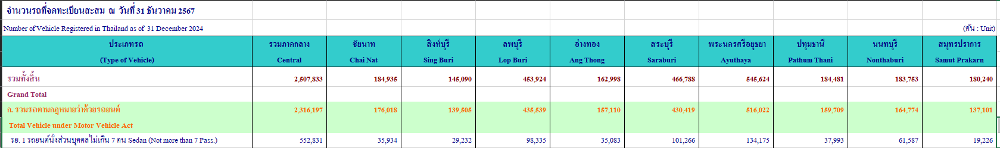 จำนวนรถที่จดทะเบียนสะสม ณ วันที่ 31 ธันวาคม 2567
Number of Vehicle Registered in Thailand as of 31 December 2024 (คัน : Unit)
ประเภทรถ รวมภาคกลาง ชัยนาท สิงห์บุรี ลพบุรี อ่างทอง สระบุรี พระนครศรีอยุธยา ปทุมธานี นนทบุรี สมุทรปราการ
(Type of Vehicle) Central Chai Nat Sing Buri Lop Buri Ang Thong Saraburi Ayuthaya Pathum Thani Nonthaburi Samut Prakarn
รวมทั้งสิ้น 2,507,833 184,935 145,090 453,924 162,998 466,788 545,624 184,481 183,753 180,240
Grand Total
ก. รวมรถตามกฎหมายว่าด้วยรถยนต์ 2,316,197 176,018 139,505 435,539 157,110 430,419 516,022 159,709 164,774 137,101
Total Vehicle under Motor Vehicle Act
รย. 1 รถยนต์นั่งส่วนบุคคลไม่เกิน 7 คน Sedan (Not more than 7 Pass.) 552,831 35,934 29,232 98,335 35,083 101,266 134,175 37,993 61,587 19,226